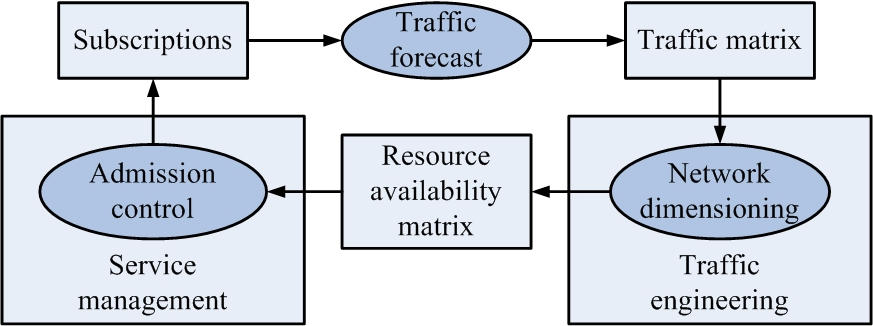 Subscriptions
Traffic
forecast
Traffic matrix
Admission
control
Service
management
Resource
availability
matrix
Network
dimensioning
Traffic
engineering